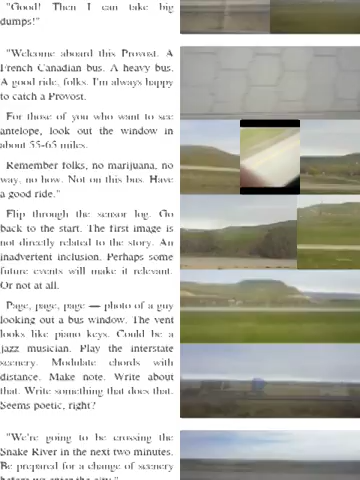 "Good! Then I can take big
dumps!"
"Welcome aboard this Provost. A
French Canadian bus. A heavy bus.
A good ride, folks. I'm always happy
to catch a Provost.
For those of you who want to see
antelope, look out the window in
about 55-65 miles.
Remember folks, no marijuana, no
way, no how. Not on this bus. Have
a good ride."
Flip through the sensor log. Go
back to the start. The first image is
not directly related to the story. An
inadvertent inclusion. Perhaps some
future events will make it relevant.
Or not at all.
Page, page, page — photo of a guy
looking out a bus window. The vent
looks like piano keys. Could be a
jazz musician. Play the interstate
scenery. Modulate chords with
distance. Make note. Write about
that. Write something that does that.
Seems poetic, right?
"We're going to be crossing the
Snake River in the next two minutes.
Be prepared for a change of scenery
before we enter the city."